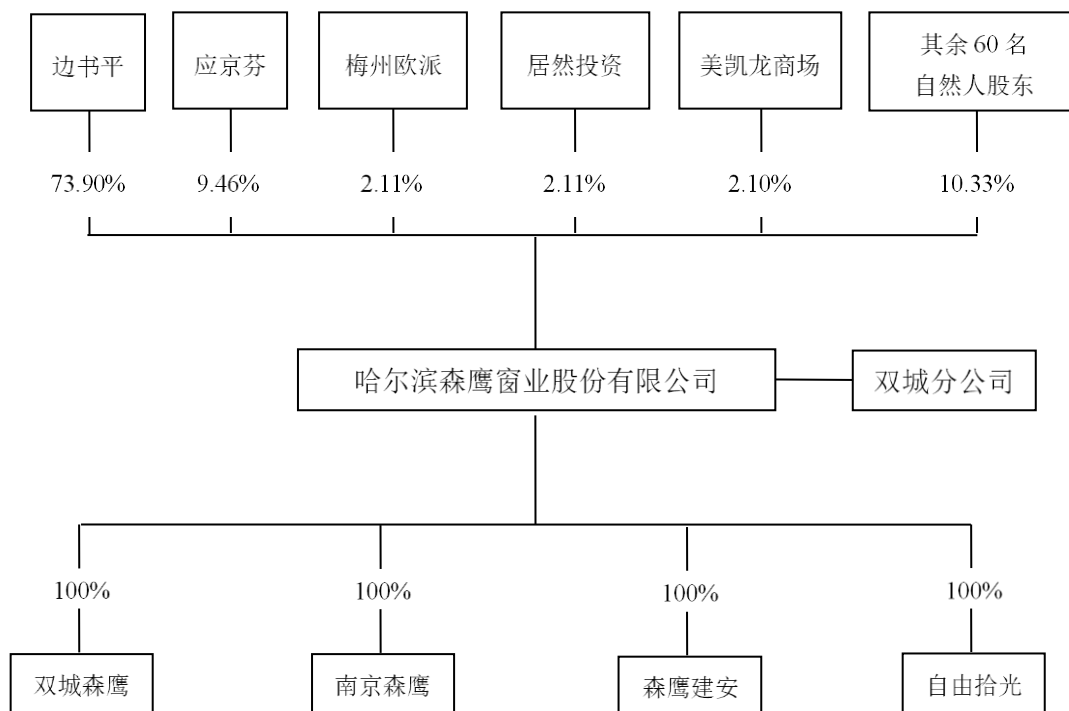 边书平
应京芬
梅州欧派
居然投资
美凯龙商场
其余60名
自然人股东
73.90%
9.46%
2.11%
2.11%
2.10%
10.33%
哈尔滨森鹰窗业股份有限公司
双城分公司
100%
100%
100%
100%
双城森鹰
南京森鹰
森鹰建安
自由拾光